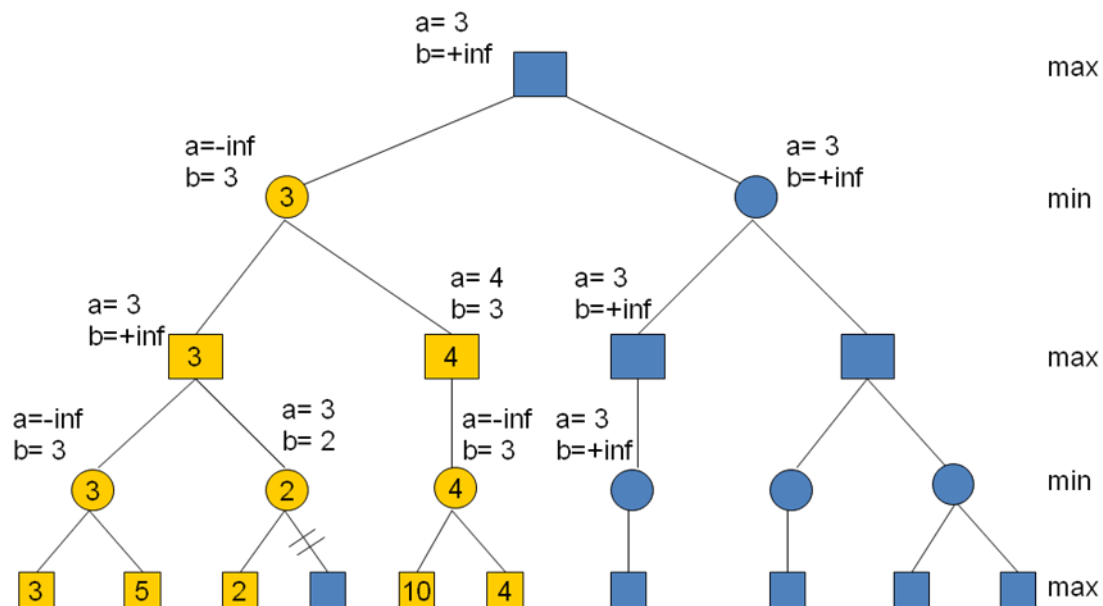 a= 3
b=+inf
max
a=-inf
b= 3
3
a= 3
b=+inf
min
a= 3
b=+inf
3
a= 4
b= 3
4
a= 3
b=+inf
max
a=-inf
b= 3
3
a= 3
b= 2
2
a=-inf
b= 3
4
a= 3
b=+inf
min
3
5
2
10
4
max